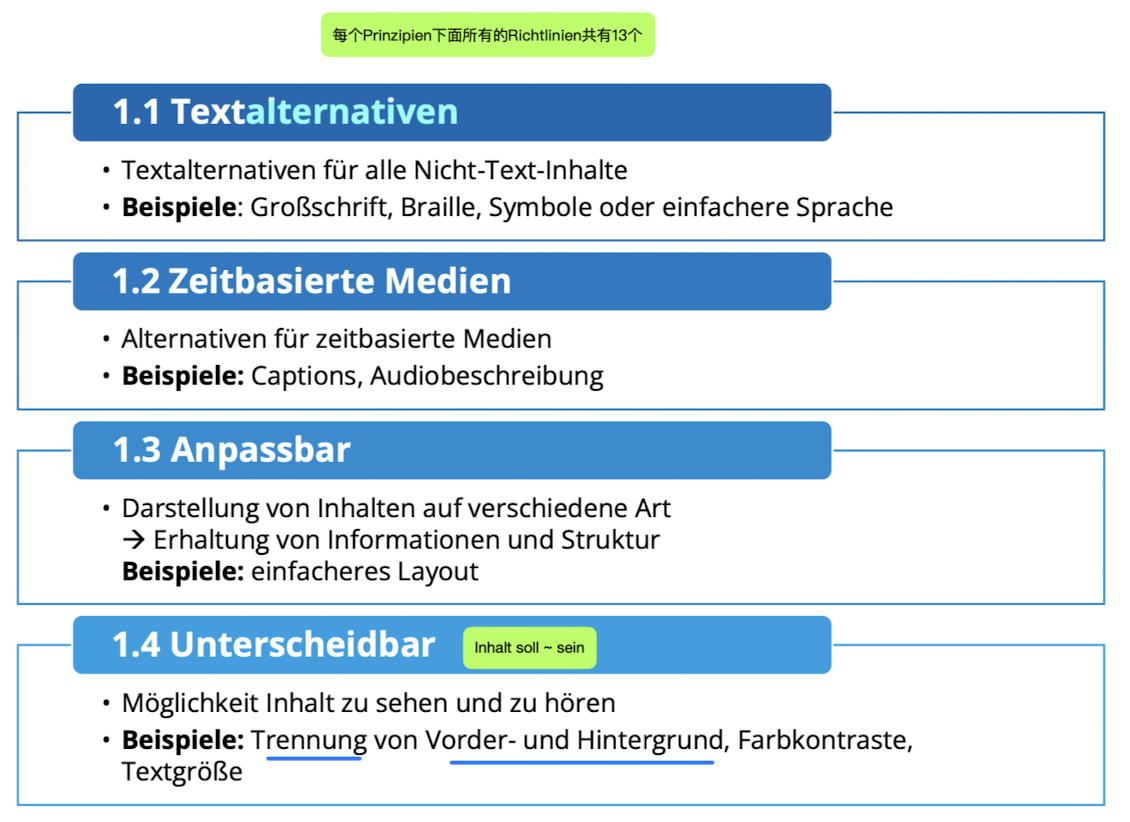 每个Prinzipien下面所有的Richtlinien共有13个
1.1 Textalternativen
• Textalternativen für alle Nicht-Text-Inhalte
• Beispiele: Großschrift, Braille, Symbole oder einfachere Sprache
1.2 Zeitbasierte Medien
• Alternativen für zeitbasierte Medien
• Beispiele: Captions, Audiobeschreibung
1.3 Anpassbar
• Darstellung von Inhalten auf verschiedene Art
→ Erhaltung von Informationen und Struktur
Beispiele: einfacheres Layout
1.4 Unterscheidbar Inhalt soll ~ sein
• Möglichkeit Inhalt zu sehen und zu hören
• Beispiele: Trennung von Vorder- und Hintergrund, Farbkontraste,
Textgröße